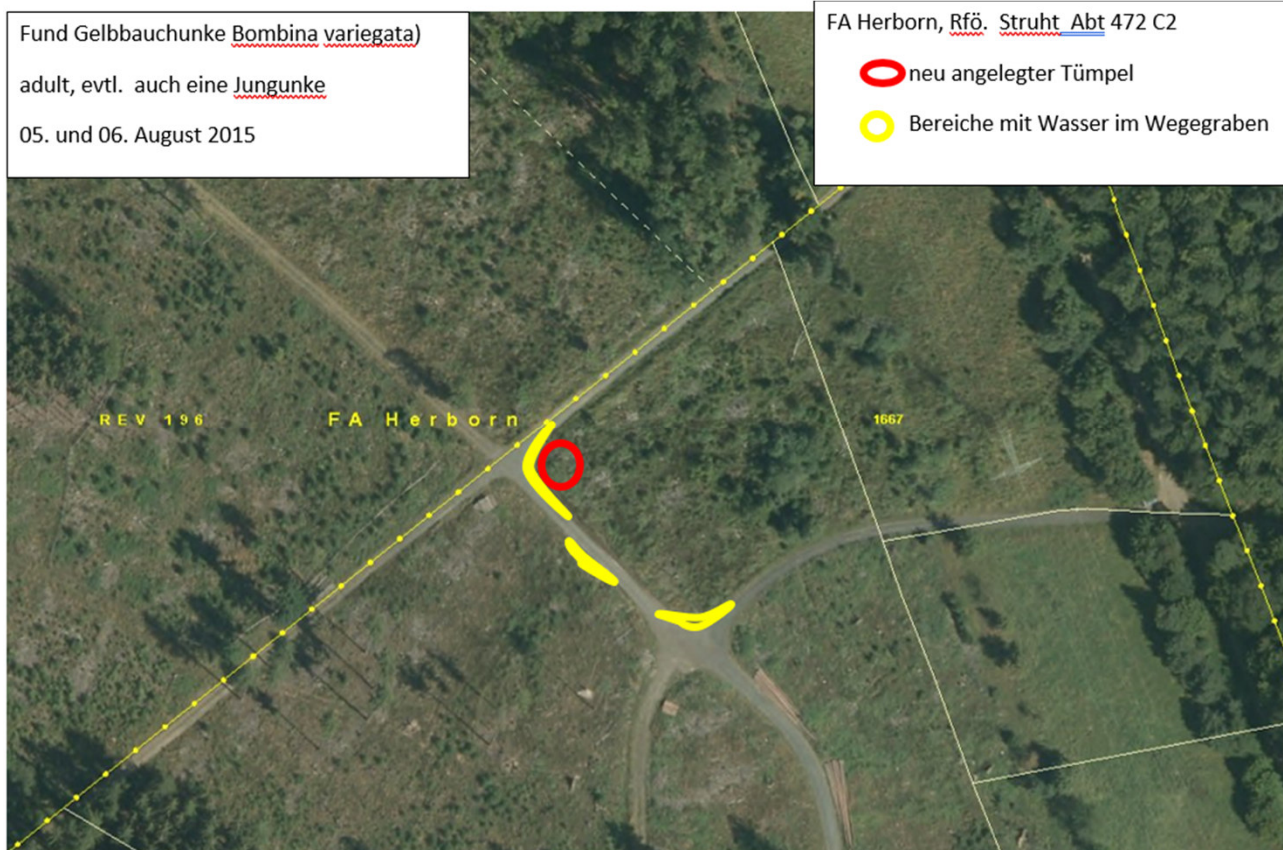 Fund Gelbbauchunke Bombina variegata)
adult, evtl. auch eine Jungunke
05. und 06. August 2015
FA Herborn, Rfö. Struht Abt 472 C2
neu angelegter Tümpel
Bereiche mit Wasser im Wegegraben
REV 196
FA Herborn
1667